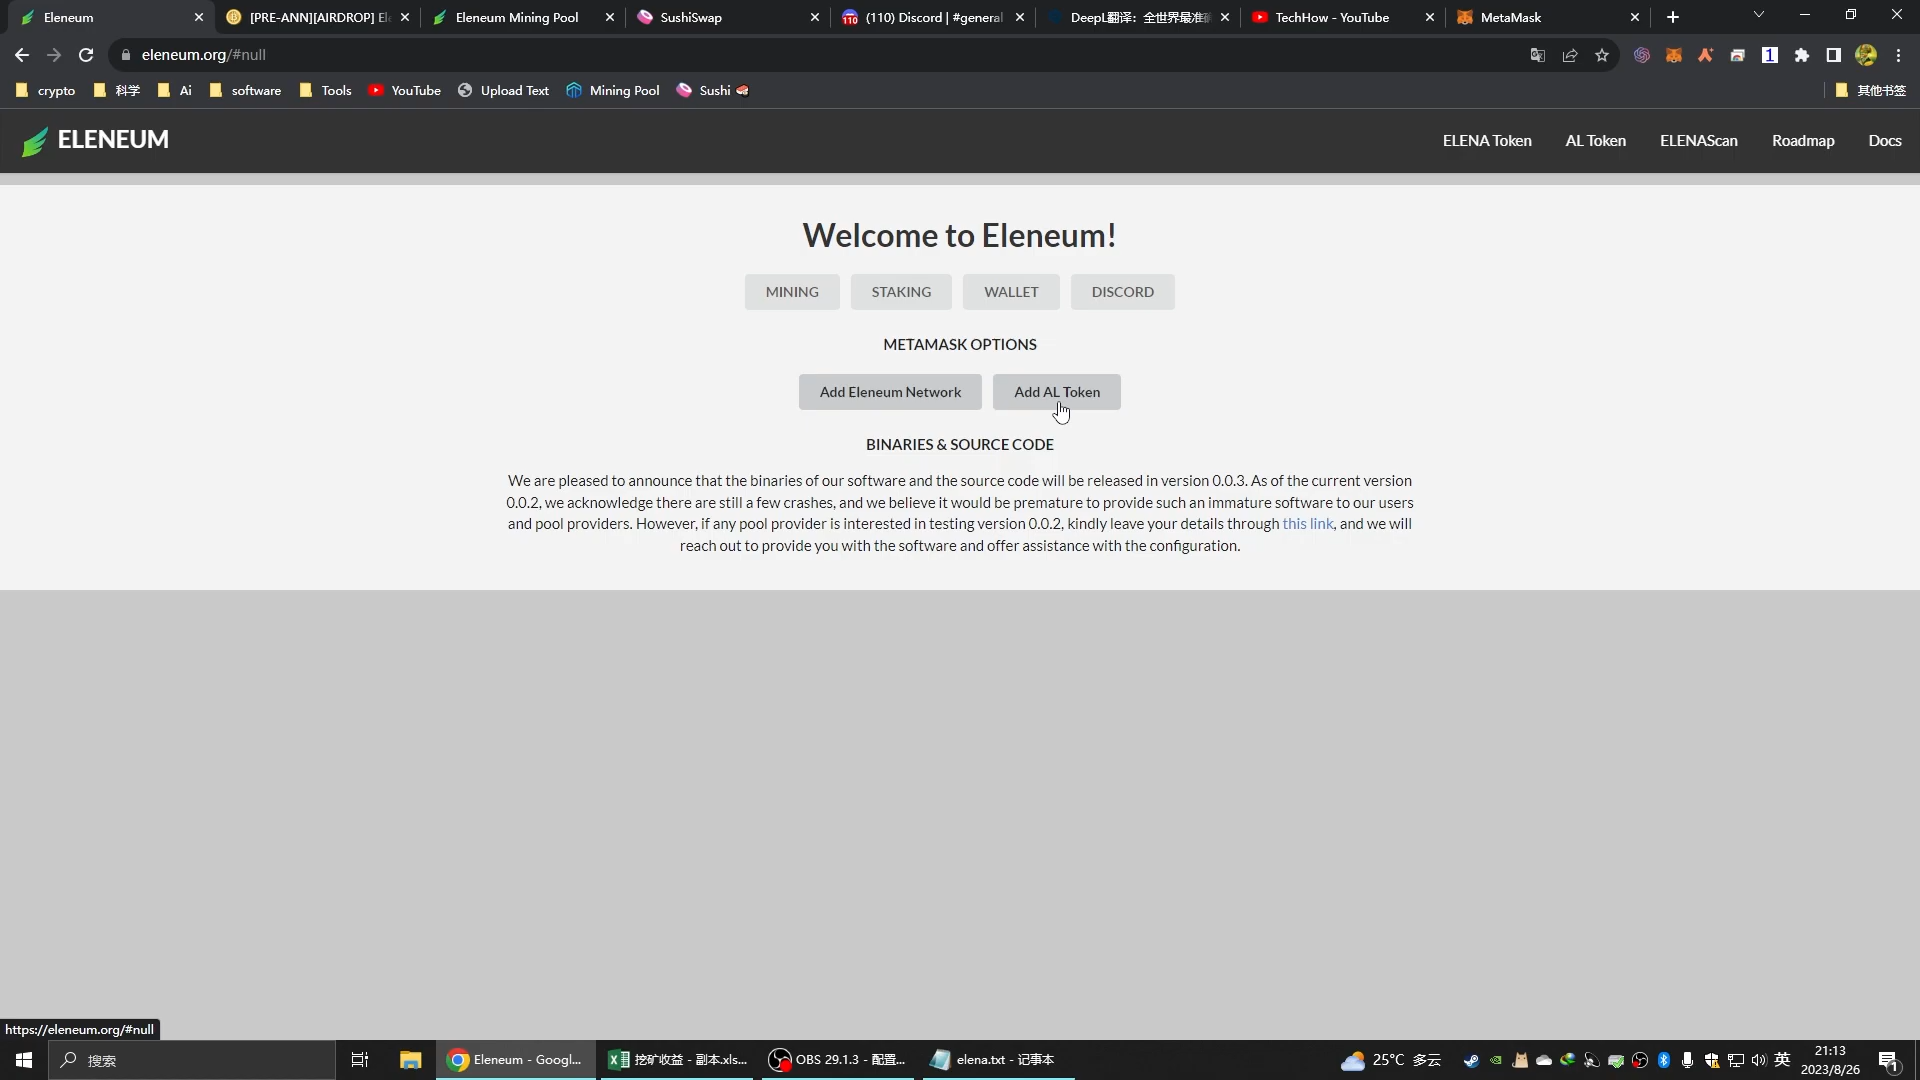 Eleneum
[PRE-ANN][AIRDROP] El
Eleneum Mining Pool
SushiSwap
(110) Discord | #general
DeepL翻译：全世界最准确
TechHow - YouTube
MetaMask
eleneum.org/#null
1
crypto
科学
Ai
software
Tools
YouTube
Upload Text
Mining Pool
Sushi
其他书签
ELENEUM
ELENA Token
AL Token
ELENAScan
Roadmap
Docs
Welcome to Eleneum!
MINING
STAKING
WALLET
DISCORD
METAMASK OPTIONS
Add Eleneum Network
Add AL Token
BINARIES & SOURCE CODE
We are pleased to announce that the binaries of our software and the source code will be released in version 0.0.3. As of the current version
0.0.2, we acknowledge there are still a few crashes, and we believe it would be premature to provide such an immature software to our users
and pool providers. However, if any pool provider is interested in testing version 0.0.2, kindly leave your details through this link, and we will
reach out to provide you with the software and offer assistance with the configuration.
https://eleneum.org/#null
搜索
Eleneum - Googl...
挖矿收益 - 副本.xls...
OBS 29.1.3 - 配置...
elena.txt - 记事本
25°C 多云
英
21:13
2023/8/26
1